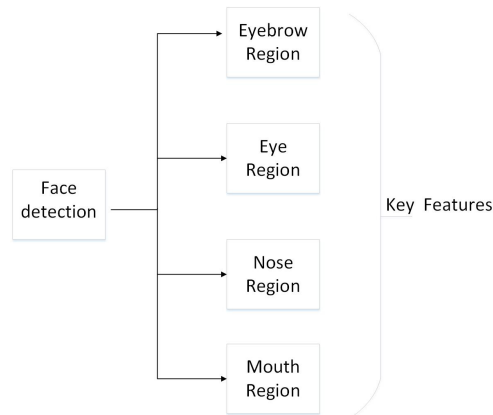 Eyebrow
Region
Eye
Region
Face
detection
Key Features
Nose
Region
Mouth
Region